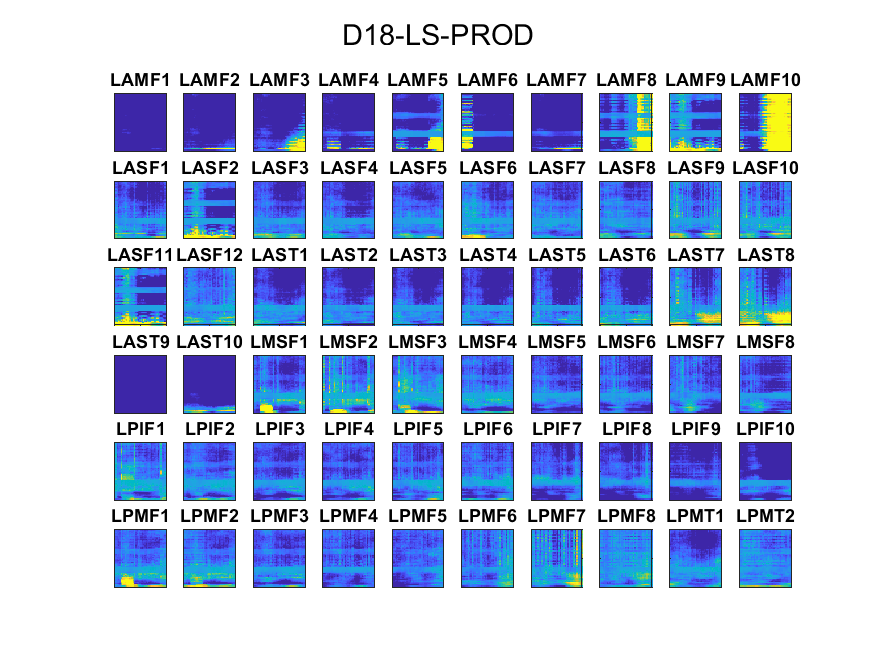 D18-LS-PROD
LAMF1 LAMF2 LAMF3 LAMF4 LAMF5 LAMF6 LAMF7 LAMF8 LAMF9 LAMF10
LASF1 LASF2 LASF3 LASF4 LASF5 LASF6 LASF7 LASF8 LASF9 LASF10
LASF11 LASF12 LAST1 LAST2 LAST3 LAST4 LAST5 LAST6 LAST7 LAST8
LAST9 LAST10 LMSF1 LMSF2 LMSF3 LMSF4 LMSF5 LMSF6 LMSF7 LMSF8
LPIF1 LPIF2 LPIF3 LPIF4 LPIF5 LPIF6 LPIF7 LPIF8 LPIF9 LPIF10
LPMF1 LPMF2 LPMF3 LPMF4 LPMF5 LPMF6 LPMF7 LPMF8 LPMT1 LPMT2